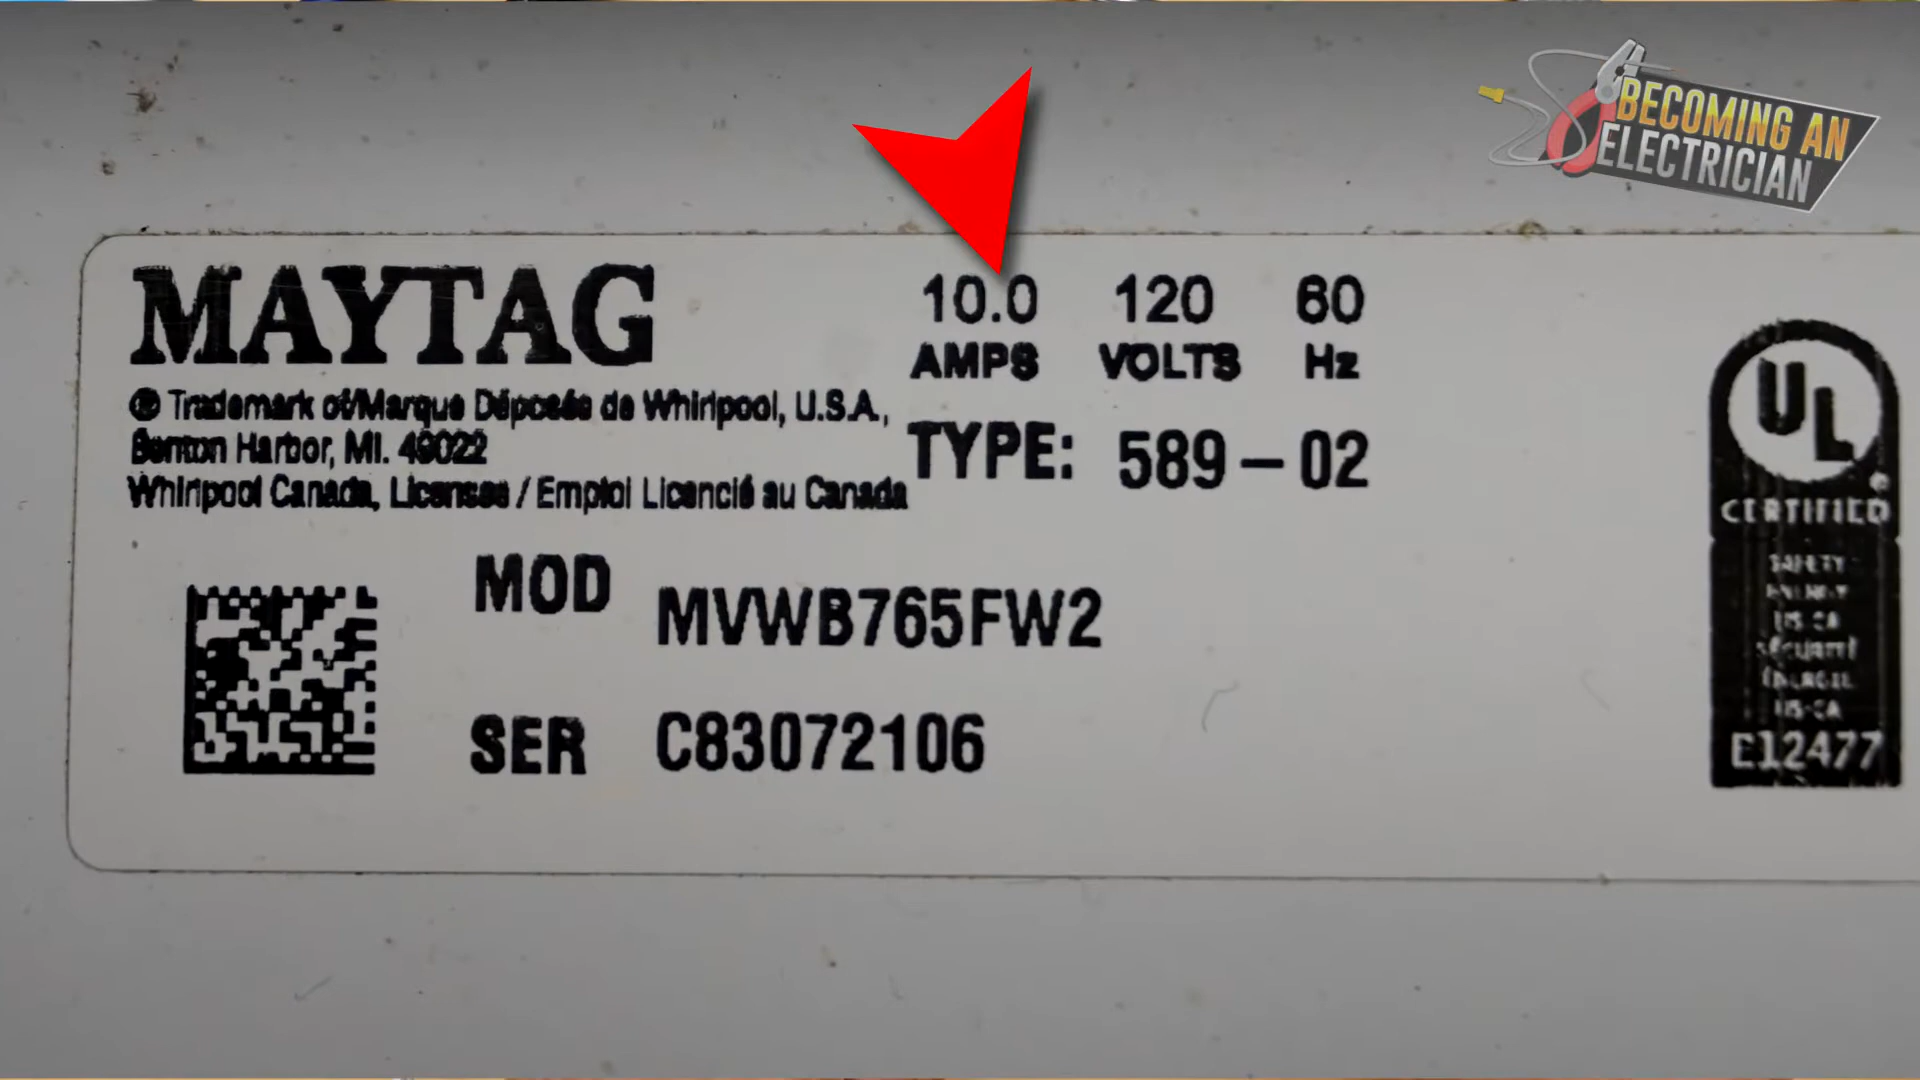 BECOMING AN
ELECTRICIAN
MAYTAG
10.0 120 60
AMPS VOLTS Hz
® Trademark of/Marque Déposée de Whirlpool, U.S.A.,
Benton Harbor, MI. 49022
Whirlpool Canada, Licensee / Emploi Licencié au Canada
TYPE: 589-02
MOD MVWB765FW2
SER C83072106
UL
®
CERTIFIED
SAFETY
ENERGY
US-CA
SÉCURITÉ
ÉNERGIE
US-CA
E12477